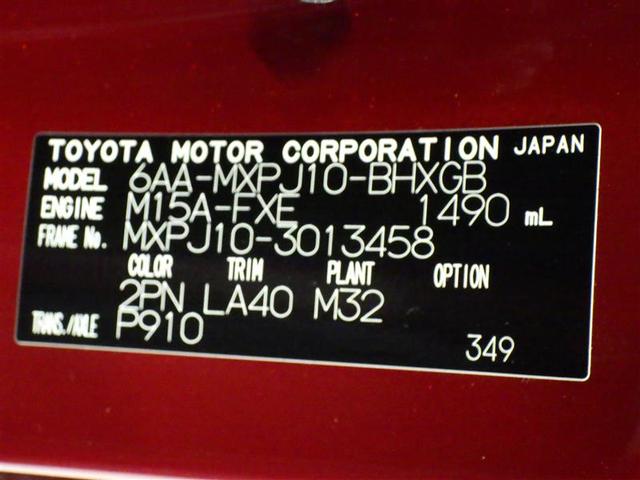 TOYOTA MOTOR CORPORATION JAPAN
MODEL 6AA-MXPJ10-BHXGB
ENGINE M15A-FXE 1490 mL
FRAME No. MXPJ10-3013458
COLOR TRIM PLANT OPTION
2PN LA40 M32
TRANS./AXLE P910
349